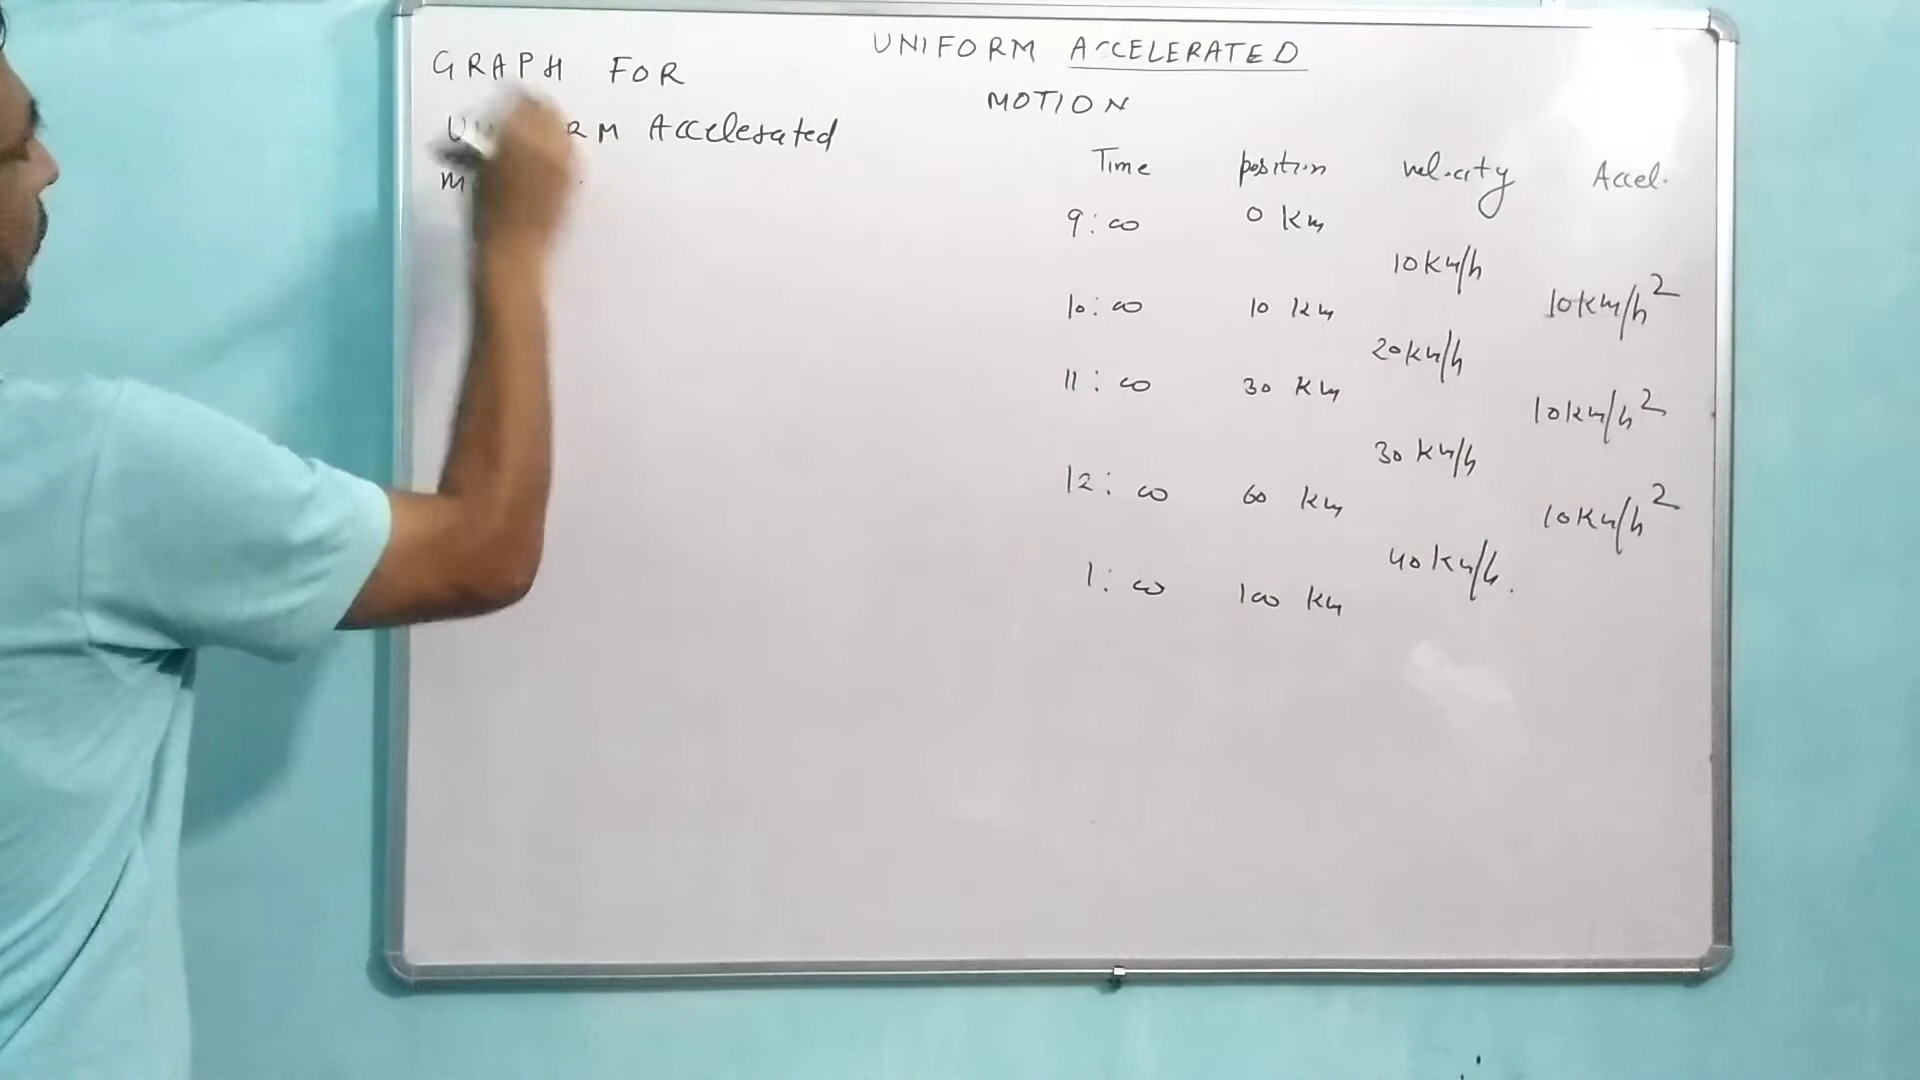 GRAPH FOR
Accelerated
UNIFORM ACCELERATED
MOTION
Time position velocity Accel.
9:00 0 km
10 km/h
10:00 10 km 10 km/h²
20 km/h
11:00 30 km 10 km/h²
30 km/h
12:00 60 km 10 km/h²
40 km/h.
1:00 100 km